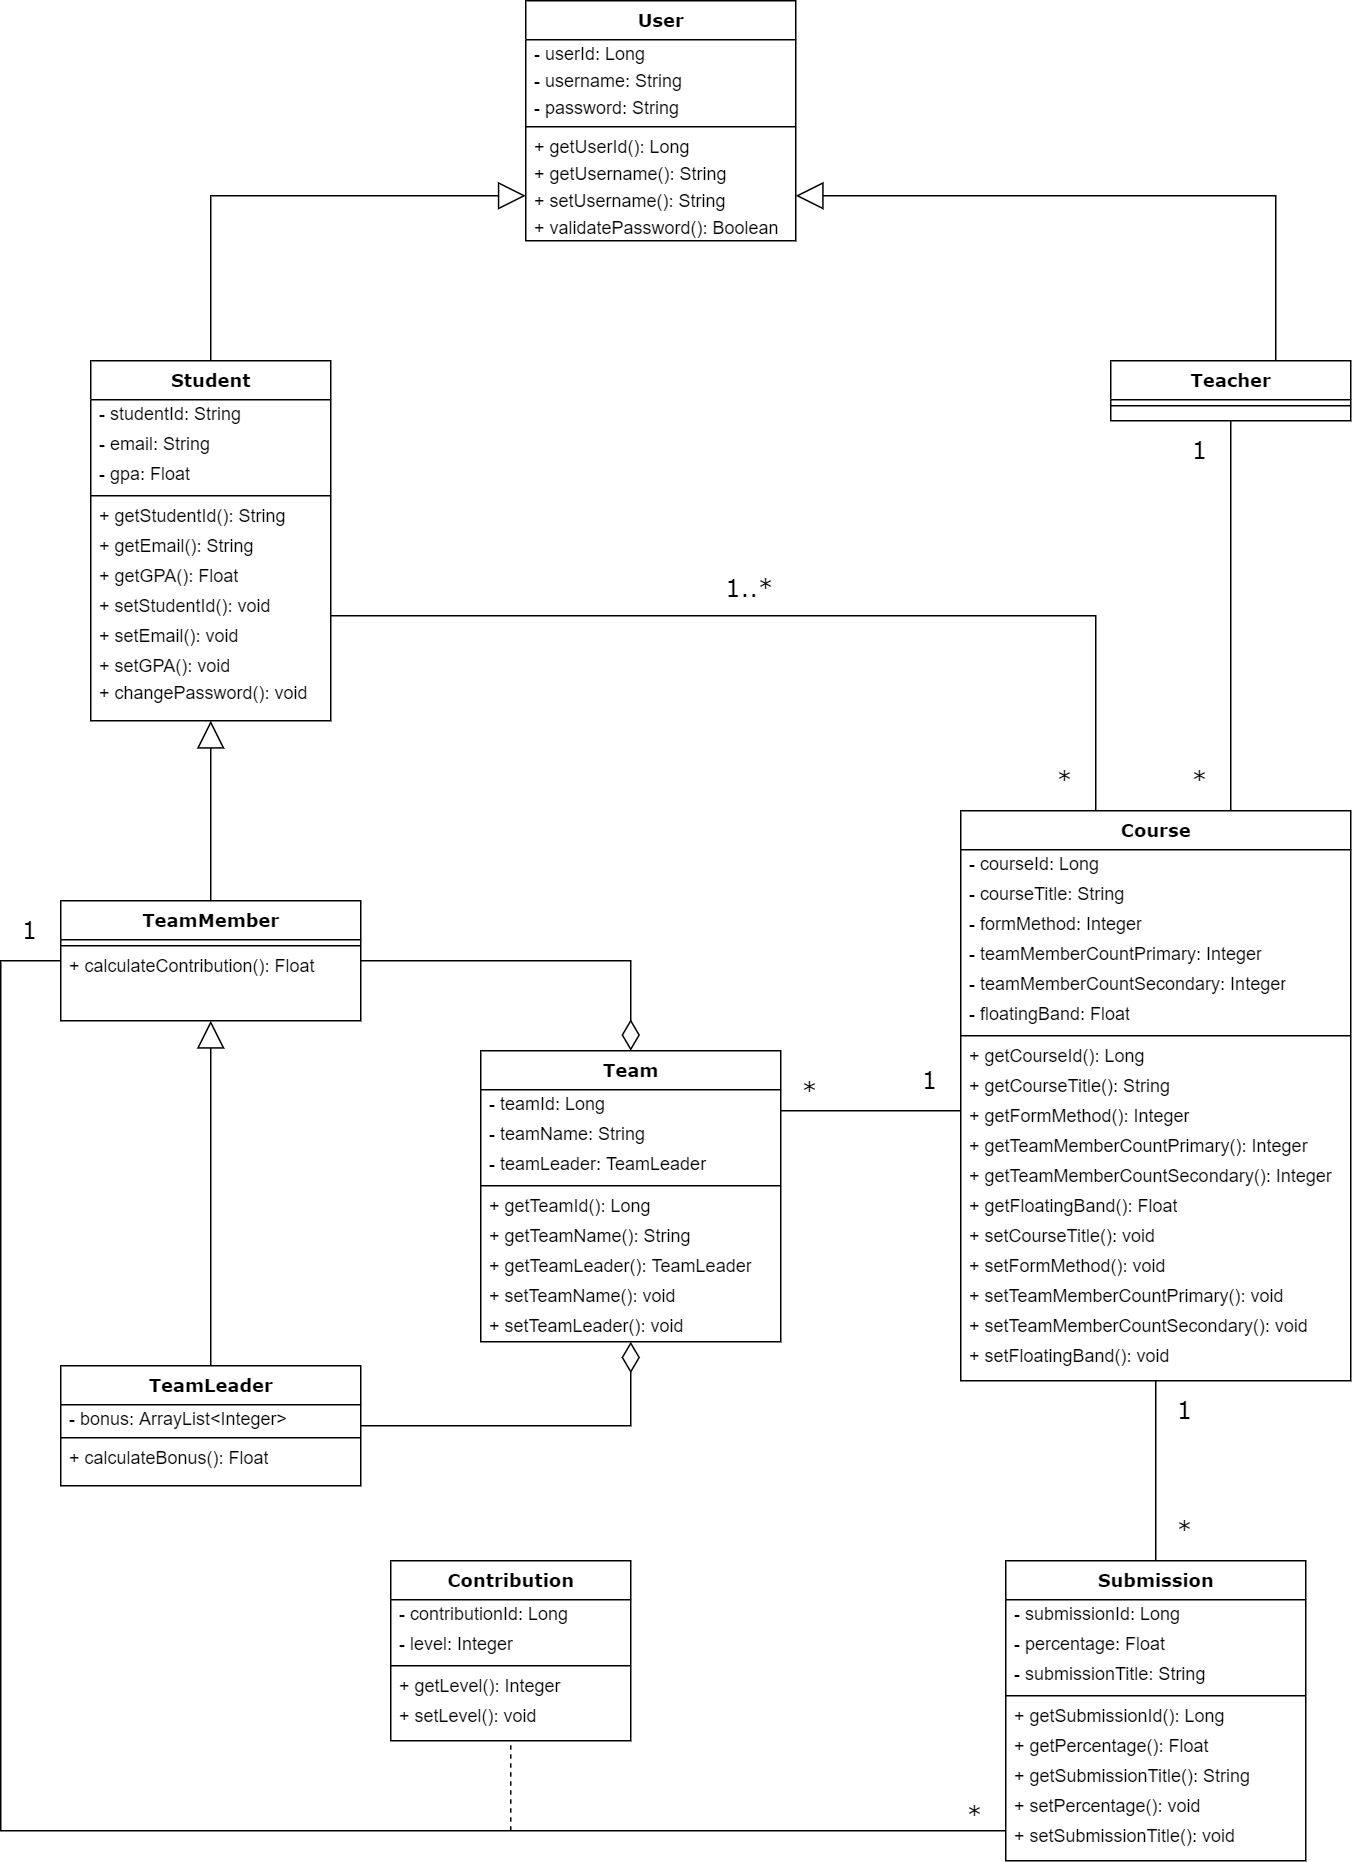 User
- userId: Long
- username: String
- password: String
+ getUserId(): Long
+ getUsername(): String
+ setUsername(): String
+ validatePassword(): Boolean
Student
- studentId: String
- email: String
- gpa: Float
+ getStudentId(): String
+ getEmail(): String
+ getGPA(): Float
+ setStudentId(): void
+ setEmail(): void
+ setGPA(): void
+ changePassword(): void
Teacher
1
1..*
*
*
TeamMember
+ calculateContribution(): Float
1
Course
- courseId: Long
- courseTitle: String
- formMethod: Integer
- teamMemberCountPrimary: Integer
- teamMemberCountSecondary: Integer
- floatingBand: Float
+ getCourseId(): Long
+ getCourseTitle(): String
+ getFormMethod(): Integer
+ getTeamMemberCountPrimary(): Integer
+ getTeamMemberCountSecondary(): Integer
+ getFloatingBand(): Float
+ setCourseTitle(): void
+ setFormMethod(): void
+ setTeamMemberCountPrimary(): void
+ setTeamMemberCountSecondary(): void
+ setFloatingBand(): void
Team
- teamId: Long
- teamName: String
- teamLeader: TeamLeader
+ getTeamId(): Long
+ getTeamName(): String
+ getTeamLeader(): TeamLeader
+ setTeamName(): void
+ setTeamLeader(): void
*
1
TeamLeader
- bonus: ArrayList<Integer>
+ calculateBonus(): Float
1
*
Contribution
- contributionId: Long
- level: Integer
+ getLevel(): Integer
+ setLevel(): void
Submission
- submissionId: Long
- percentage: Float
- submissionTitle: String
+ getSubmissionId(): Long
+ getPercentage(): Float
+ getSubmissionTitle(): String
+ setPercentage(): void
+ setSubmissionTitle(): void
*